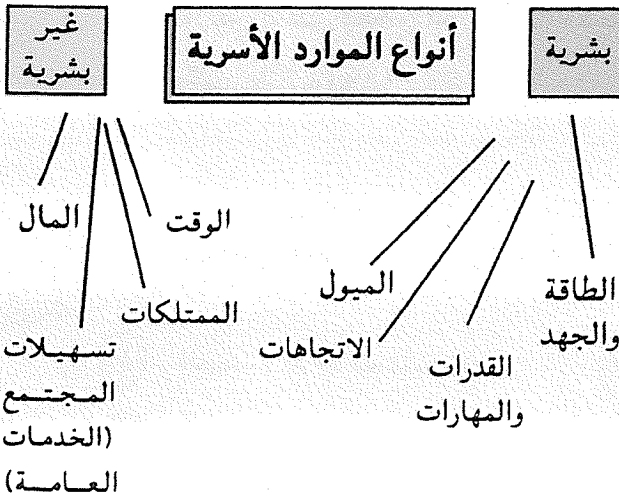 أنواع الموارد الأسرية
بشرية
الطاقة
والجهد
القدرات
والمهارات
الاتجاهات
الميول
غير
بشرية
الوقت
الممتلكات
تسهيلات
المجتمع
(الخدمات
العامة)
المال